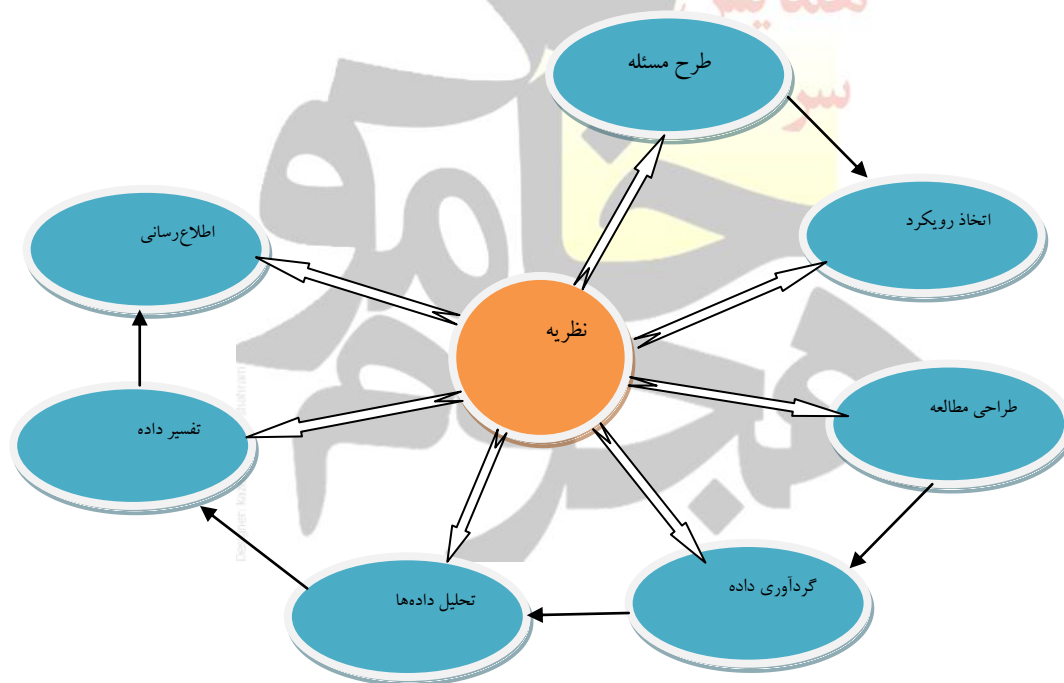 طرح مسئله
اتخاذ رویکرد
اطلاع‌رسانی
نظریه
طراحی مطالعه
تفسیر داده
گردآوری داده
تحلیل داده‌ها